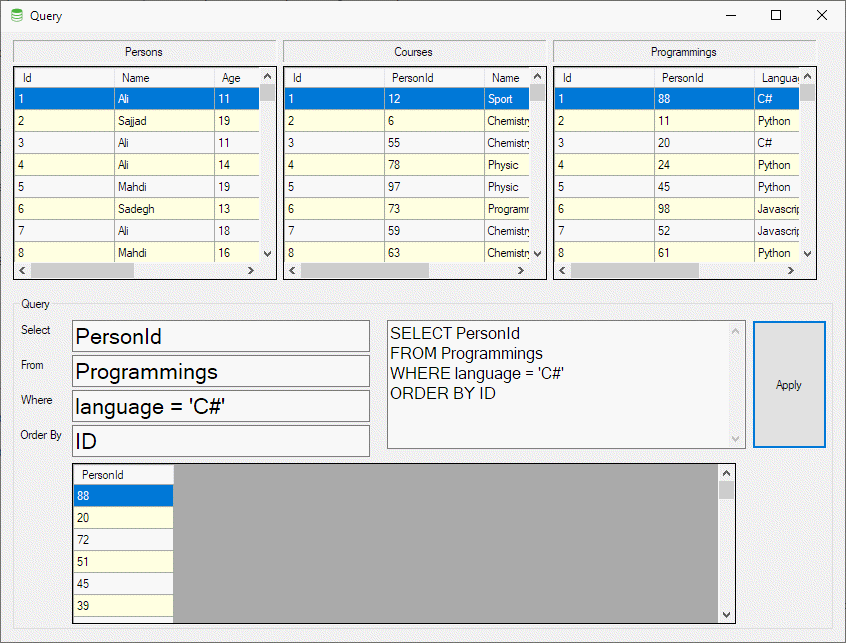 Query
Persons Courses Programmings
Id Name Age Id PersonId Name Id PersonId Langua
1 Ali 11 1 12 Sport 1 88 C#
2 Sajjad 19 2 6 Chemistry 2 11 Python
3 Ali 11 3 55 Chemistry 3 20 C#
4 Ali 14 4 78 Physic 4 24 Python
5 Mahdi 19 5 97 Physic 5 45 Python
6 Sadegh 13 6 73 Programm 6 98 Javascrip
7 Ali 18 7 59 Chemistry 7 52 Javascrip
8 Mahdi 16 8 63 Chemistry 8 61 Python
Query
Select PersonId
From Programmings
Where language = 'C#'
Order By ID
SELECT PersonId
FROM Programmings
WHERE language = 'C#'
ORDER BY ID
Apply
PersonId
88
20
72
51
45
39